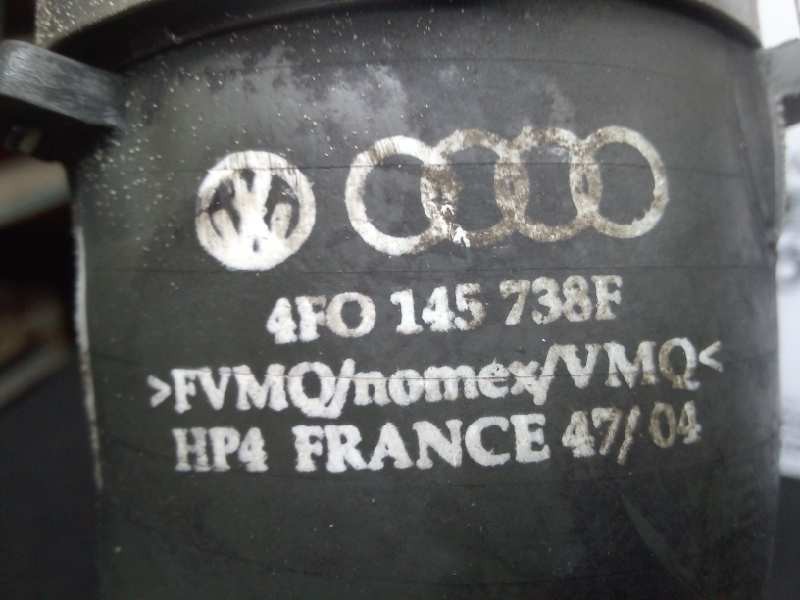 4FO 145 738F
>FVMQ/nomex/VMQ<
HP4 FRANCE 47/04